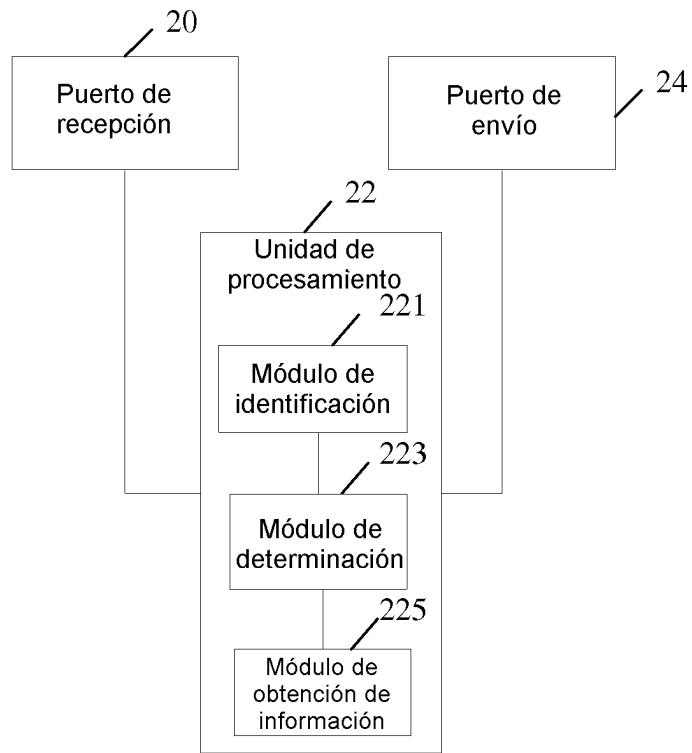 20
Puerto de
recepción
24
Puerto de
envío
22
Unidad de
procesamiento
221
Módulo de
identificación
223
Módulo de
determinación
225
Módulo de
obtención de
información